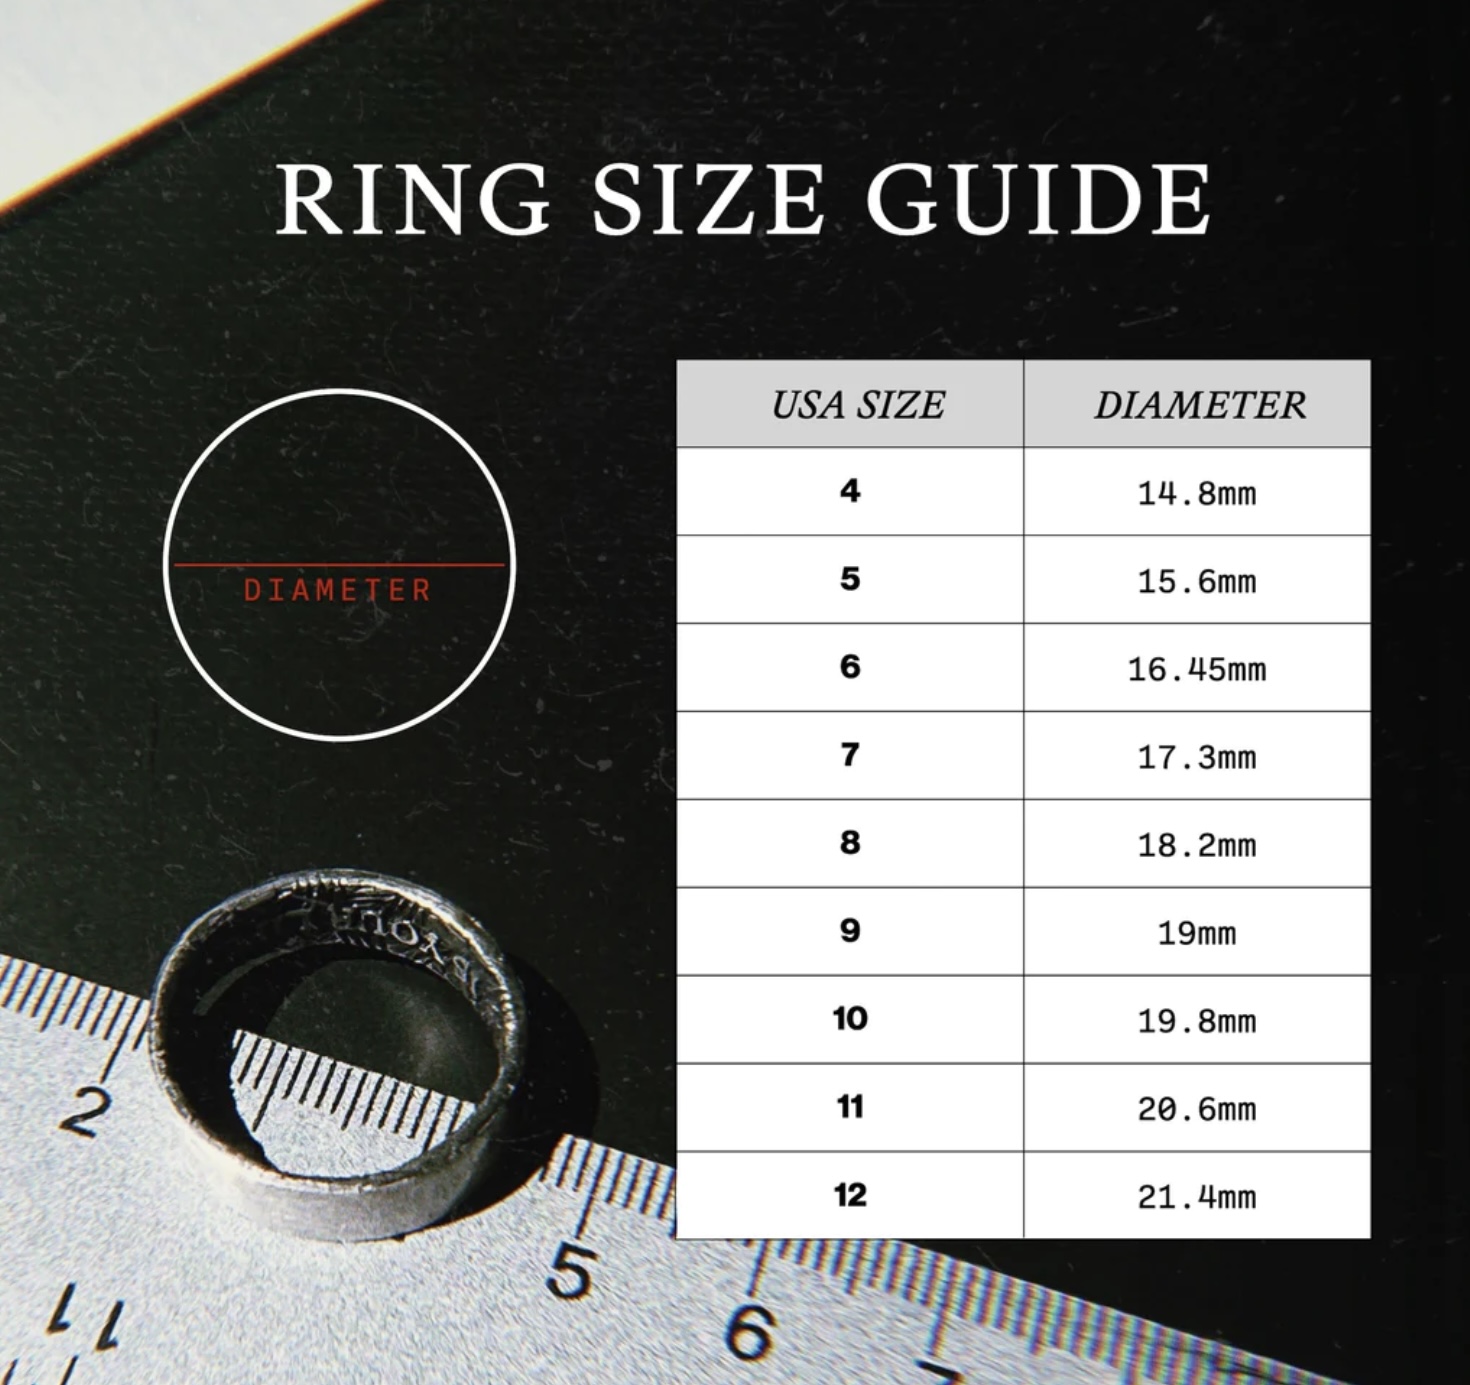 RING SIZE GUIDE
DIAMETER
USA SIZE DIAMETER
4 14.8mm
5 15.6mm
6 16.45mm
7 17.3mm
8 18.2mm
9 19mm
10 19.8mm
11 20.6mm
12 21.4mm
2
5
6
11